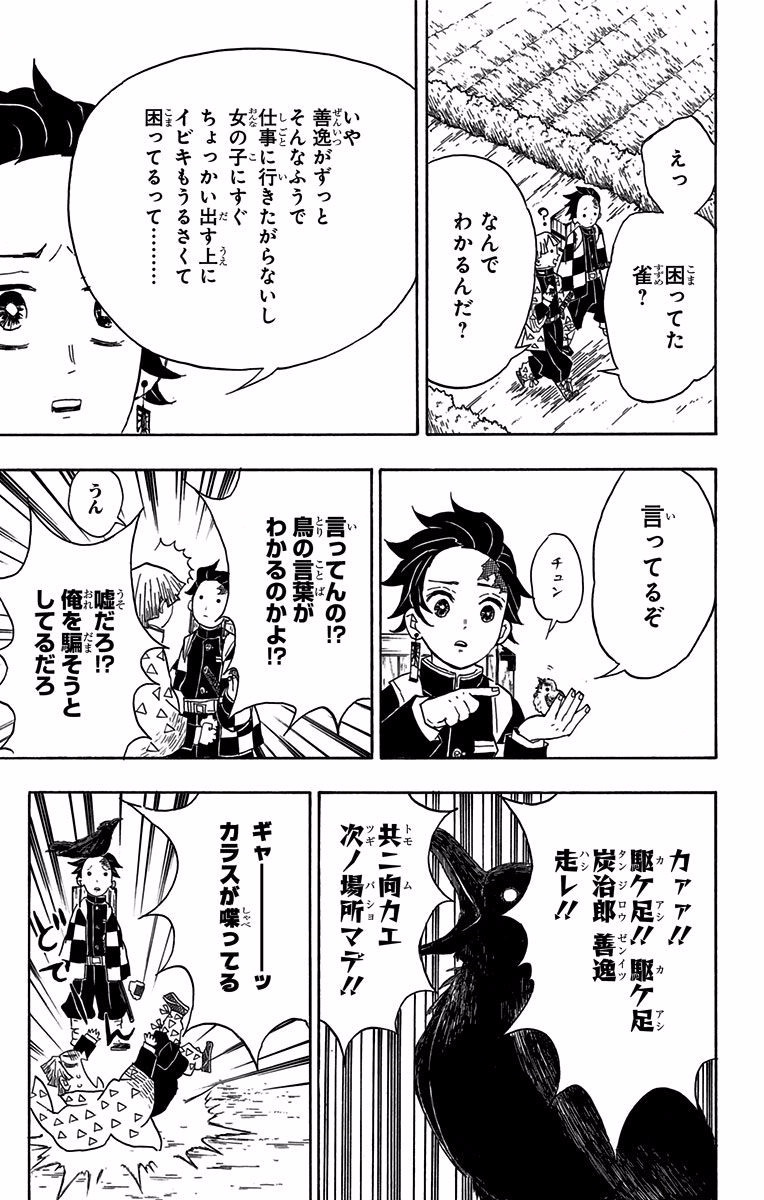 えっ
困ってた
雀?
なんで
わかるんだ?
?
いや
善逸がずっと
そんなふうで
仕事に行きたがらないし
女の子にすぐ
ちょっかい出す上に
イビキもうるさくて
困ってるって………
言ってるぞ
チュン
言ってんの!?
鳥の言葉が
わかるのかよ!?
うん
嘘だろ!?
俺を騙そうと
してるだろ
カァァ!!
駆ケ足!! 駆ケ足
炭治郎 善逸
走レ!!
共ニ向カエ
次ノ場所マデ!!
ギャーーーッ
カラスが喋ってる
どて